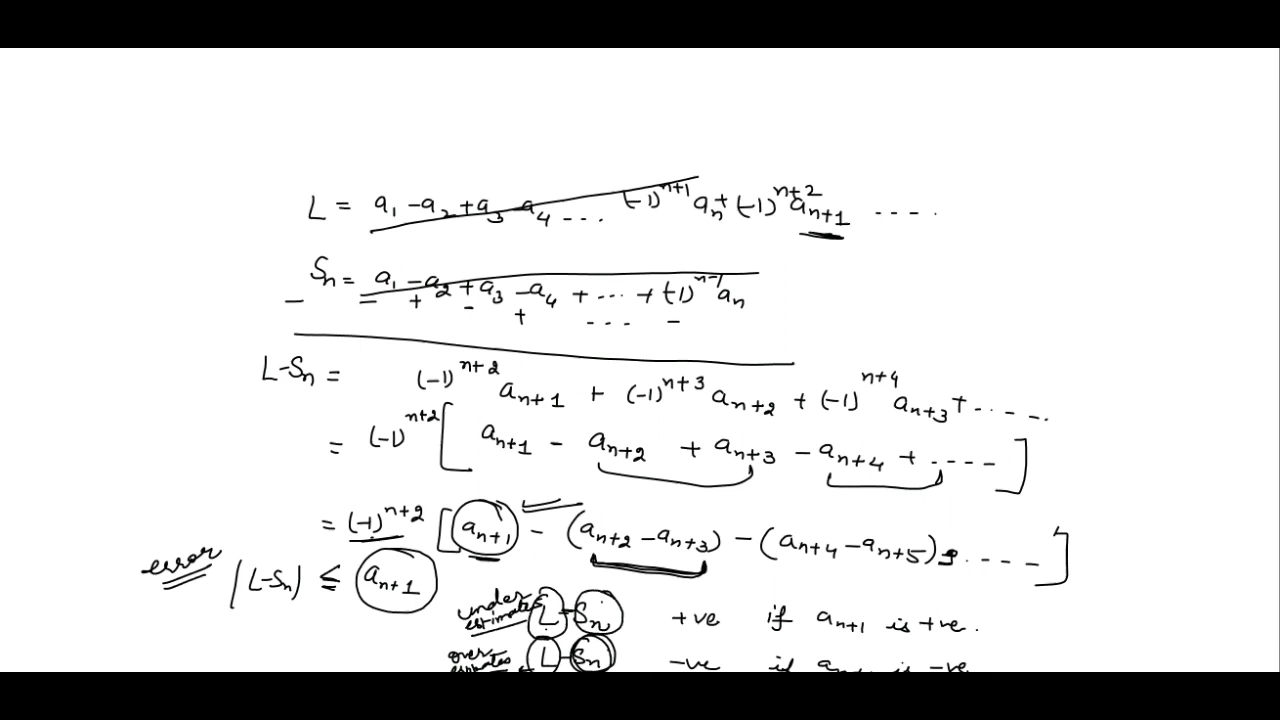 L = a₁ - a₂ + a₃ - a₄ .... (-1)ⁿ⁺¹ aₙ + (-1)ⁿ⁺² aₙ₊₁ ....
Sₙ = a₁ - a₂ + a₃ - a₄ + ... + (-1)ⁿ⁻¹ aₙ
- = + - + ... -
L-Sₙ = (-1)ⁿ⁺² aₙ₊₁ + (-1)ⁿ⁺³ aₙ₊₂ + (-1)ⁿ⁺⁴ aₙ₊₃ + .....
= (-1)ⁿ⁺² [ aₙ₊₁ - aₙ₊₂ + aₙ₊₃ - aₙ₊₄ + .... ]
= (-1)ⁿ⁺² [ aₙ₊₁ - (aₙ₊₂ - aₙ₊₃) - (aₙ₊₄ - aₙ₊₅) .... ]
error |L-Sₙ| ≤ aₙ₊₁
under estimates L - Sₙ +ve if aₙ₊₁ is +ve.
over L - Sₙ -ve if is -ve